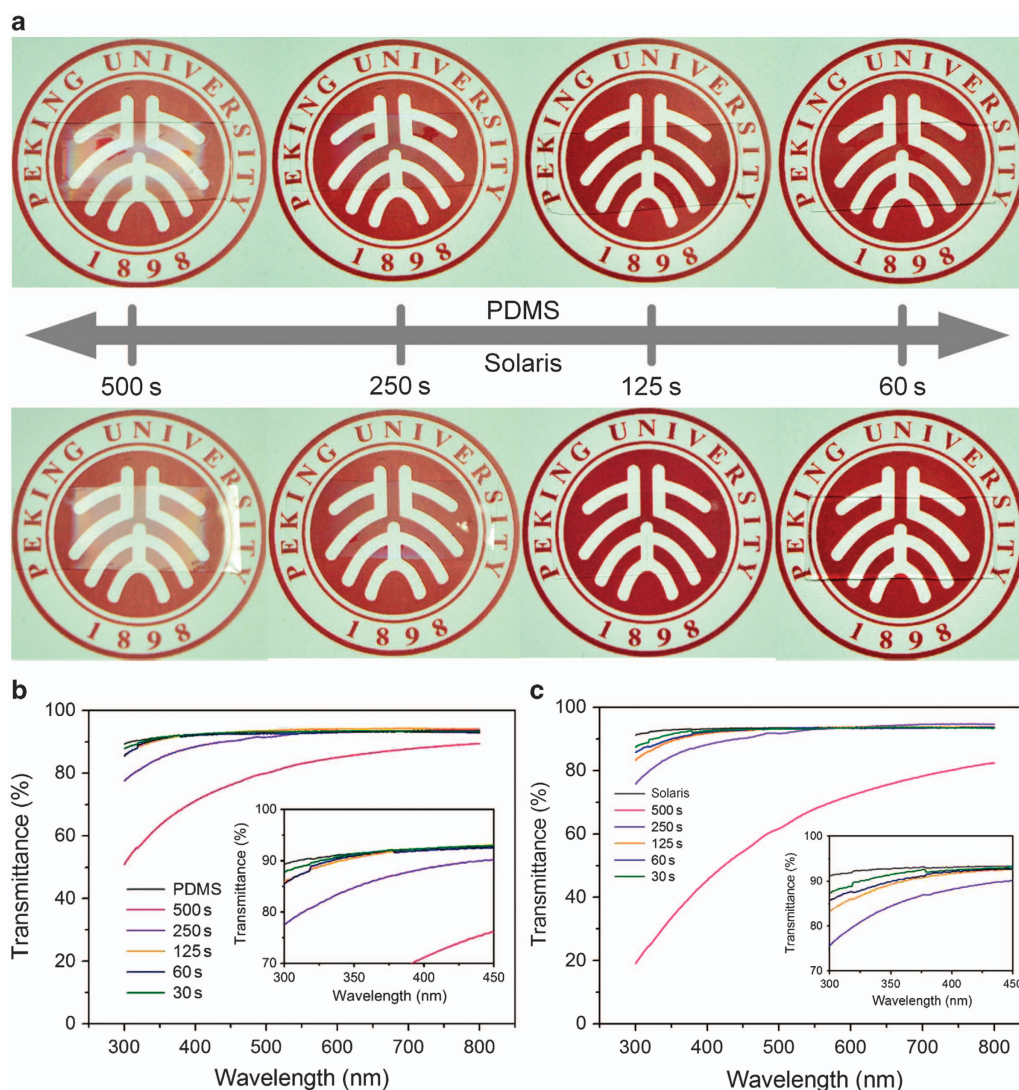 a
PEKING UNIVERSITY
1898
PEKING UNIVERSITY
1898
PEKING UNIVERSITY
1898
PEKING UNIVERSITY
1898
PDMS
Solaris
500 s
250 s
125 s
60 s
PEKING UNIVERSITY
1898
PEKING UNIVERSITY
1898
PEKING UNIVERSITY
1898
PEKING UNIVERSITY
1898
b
100
80
60
40
20
0
Transmittance (%)
PDMS
500 s
250 s
125 s
60 s
30 s
100
90
80
70
Transmittance (%)
300 350 400 450
Wavelength (nm)
300 400 500 600 700 800
Wavelength (nm)
c
100
80
60
40
20
0
Transmittance (%)
Solaris
500 s
250 s
125 s
60 s
30 s
100
90
80
70
Transmittance (%)
300 350 400 450
Wavelength (nm)
300 400 500 600 700 800
Wavelength (nm)